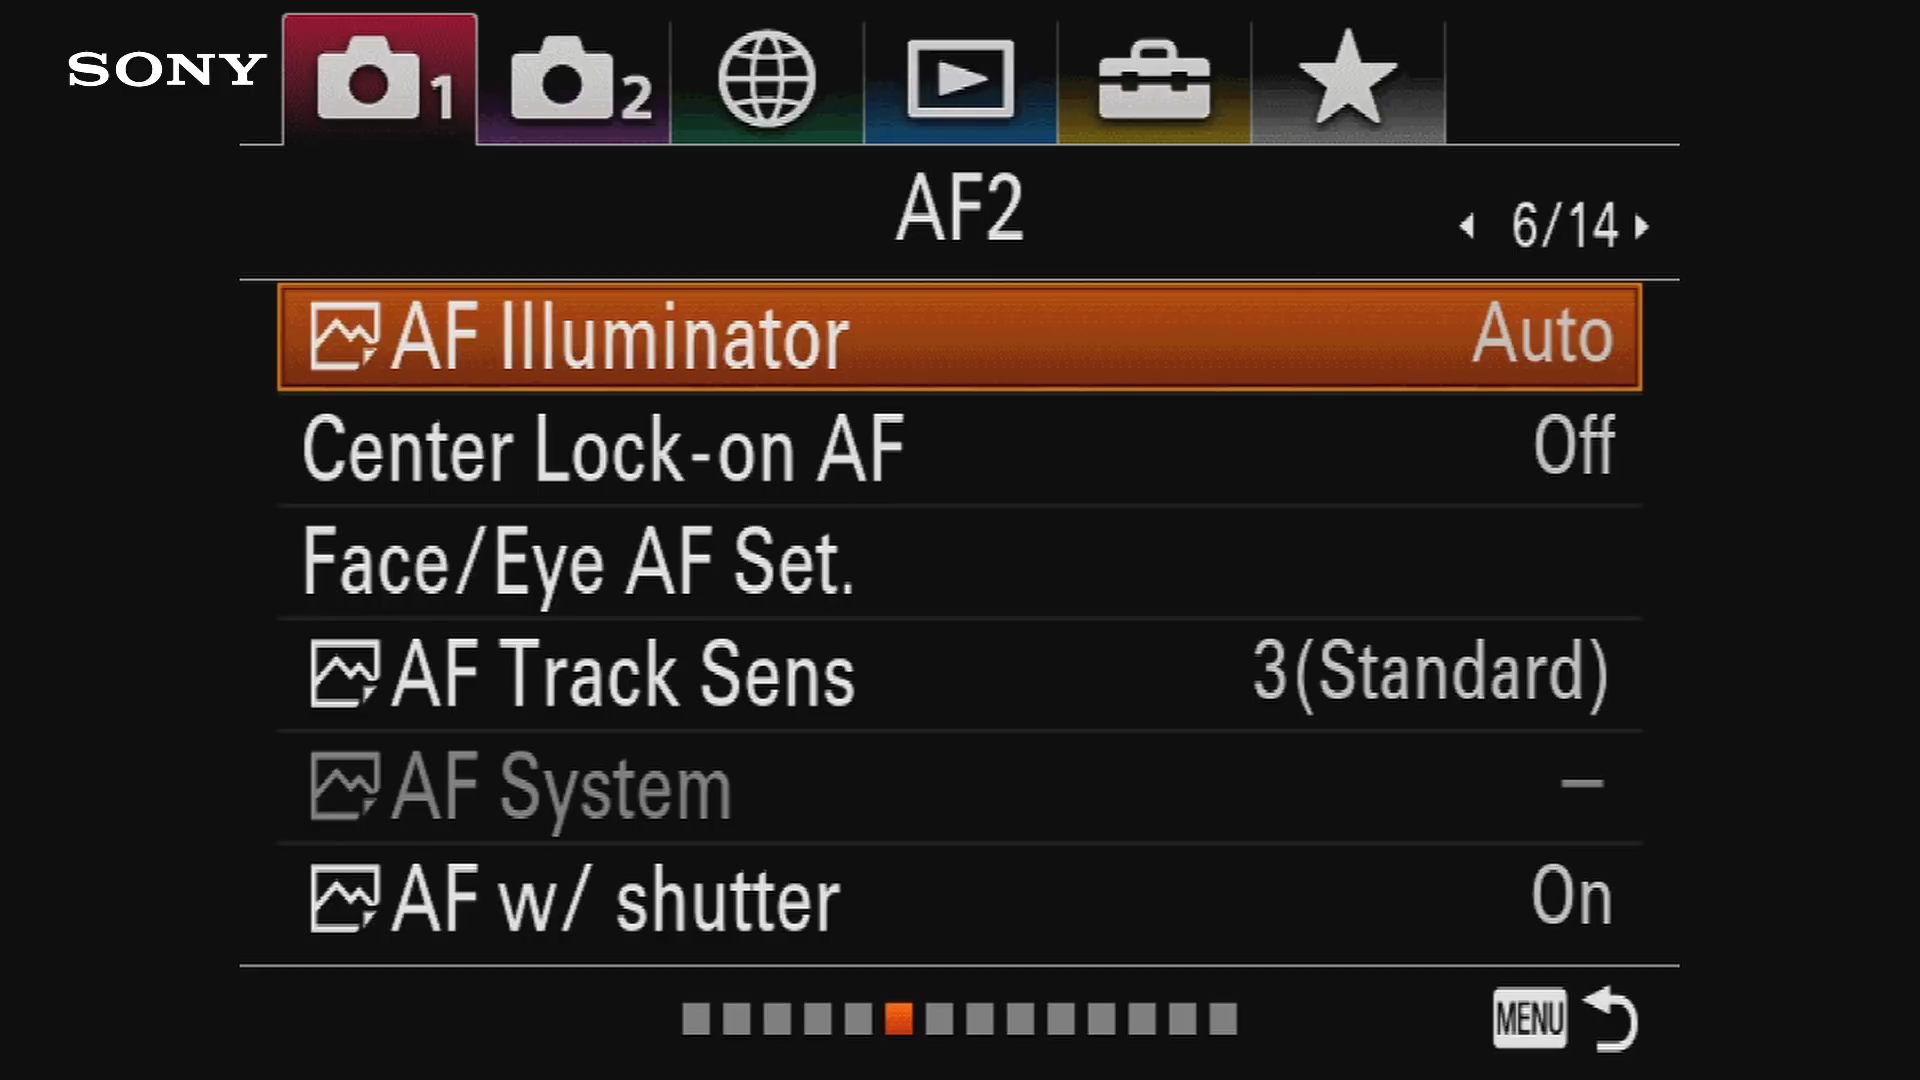 SONY
1
2
AF2
6/14
AF Illuminator Auto
Center Lock-on AF Off
Face/Eye AF Set.
AF Track Sens 3(Standard)
AF System –
AF w/ shutter On
MENU